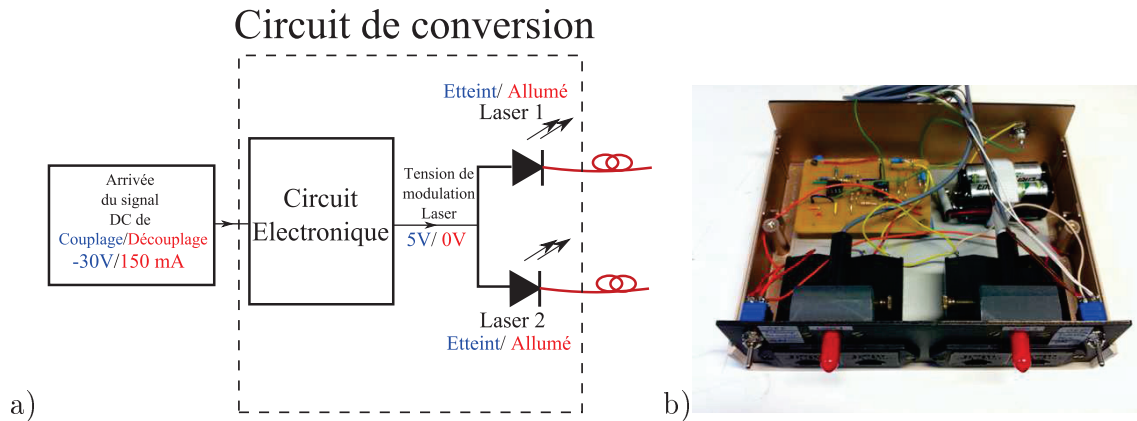 Circuit de conversion
Etteint/ Allumé
Laser 1
Arrivée
du signal
DC de
Couplage/Découplage
-30V/150 mA
Circuit
Electronique
Tension de
modulation
Laser
5V/ 0V
Laser 2
Etteint/ Allumé
a)
b)